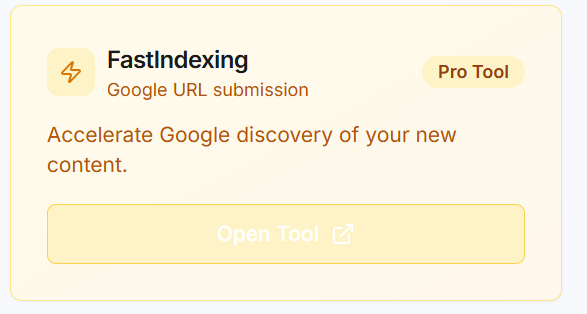 FastIndexing
Google URL submission
Pro Tool
Accelerate Google discovery of your new
content.
Open Tool